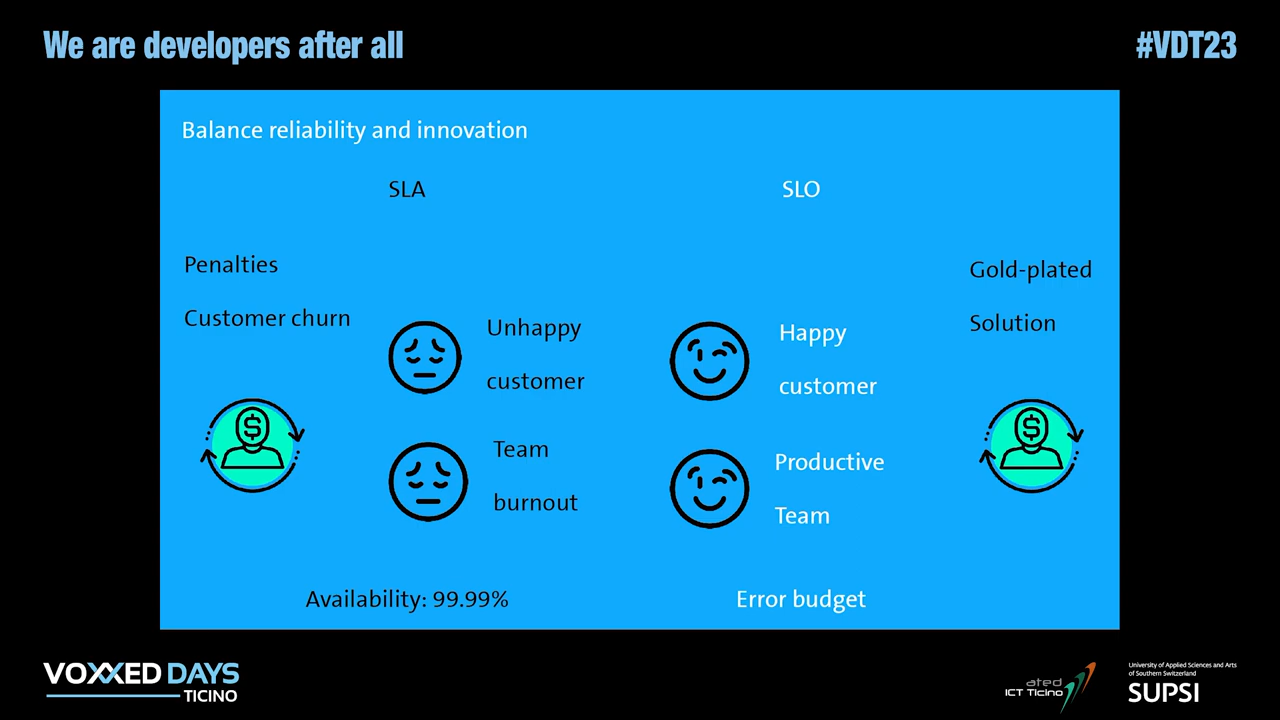 We are developers after all
#VDT23
Balance reliability and innovation
SLA
SLO
Penalties
Customer churn
Unhappy
customer
Team
burnout
Happy
customer
Productive
Team
Gold-plated
Solution
$
$
Availability: 99.99%
Error budget
VOXXED DAYS
TICINO
ated
ICT Ticino
University of Applied Sciences and Arts
of Southern Switzerland
SUPSI